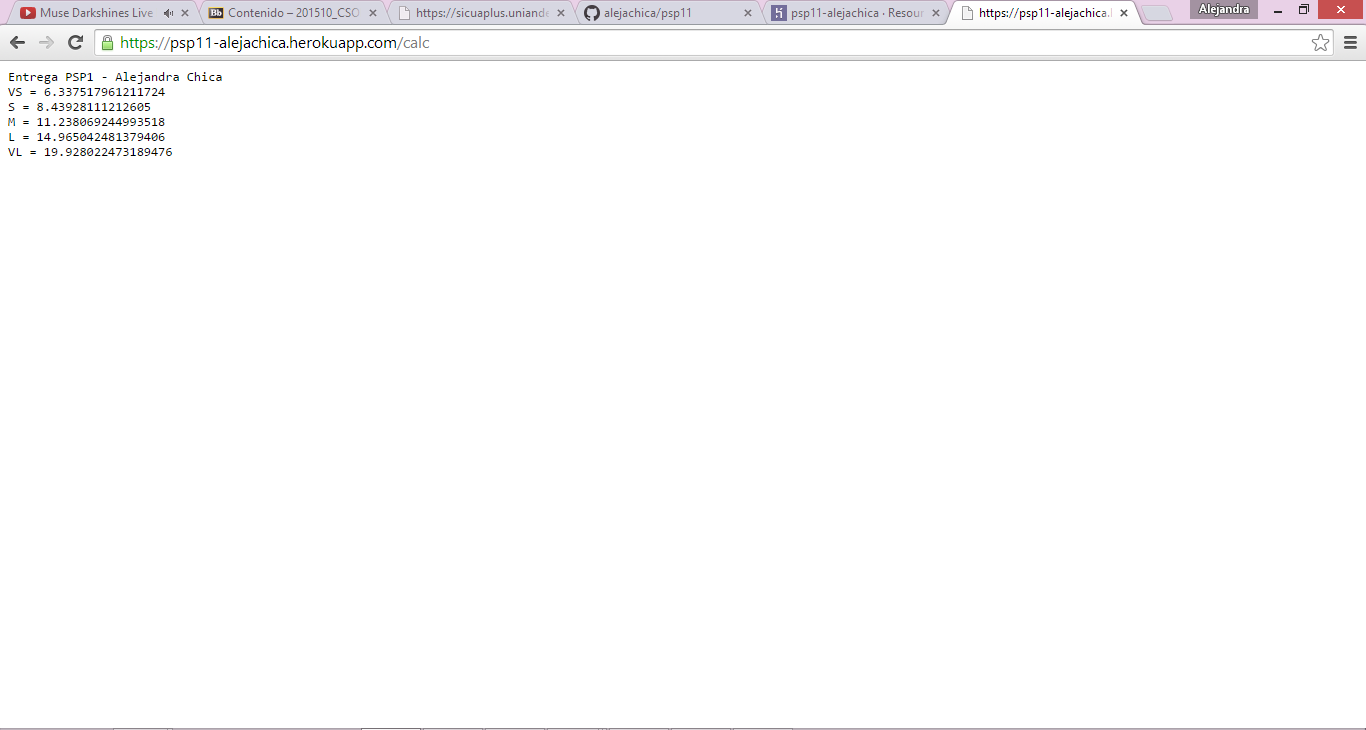 Muse Darkshines Live
Bb Contenido – 201510_CSO
https://sicuaplus.uniande
alejachica/psp11
psp11-alejachica · Resour
https://psp11-alejachica.
Alejandra
https://psp11-alejachica.herokuapp.com/calc
Entrega PSP1 - Alejandra Chica
VS = 6.337517961211724
S = 8.43928111212605
M = 11.238069244993518
L = 14.965042481379406
VL = 19.928022473189476